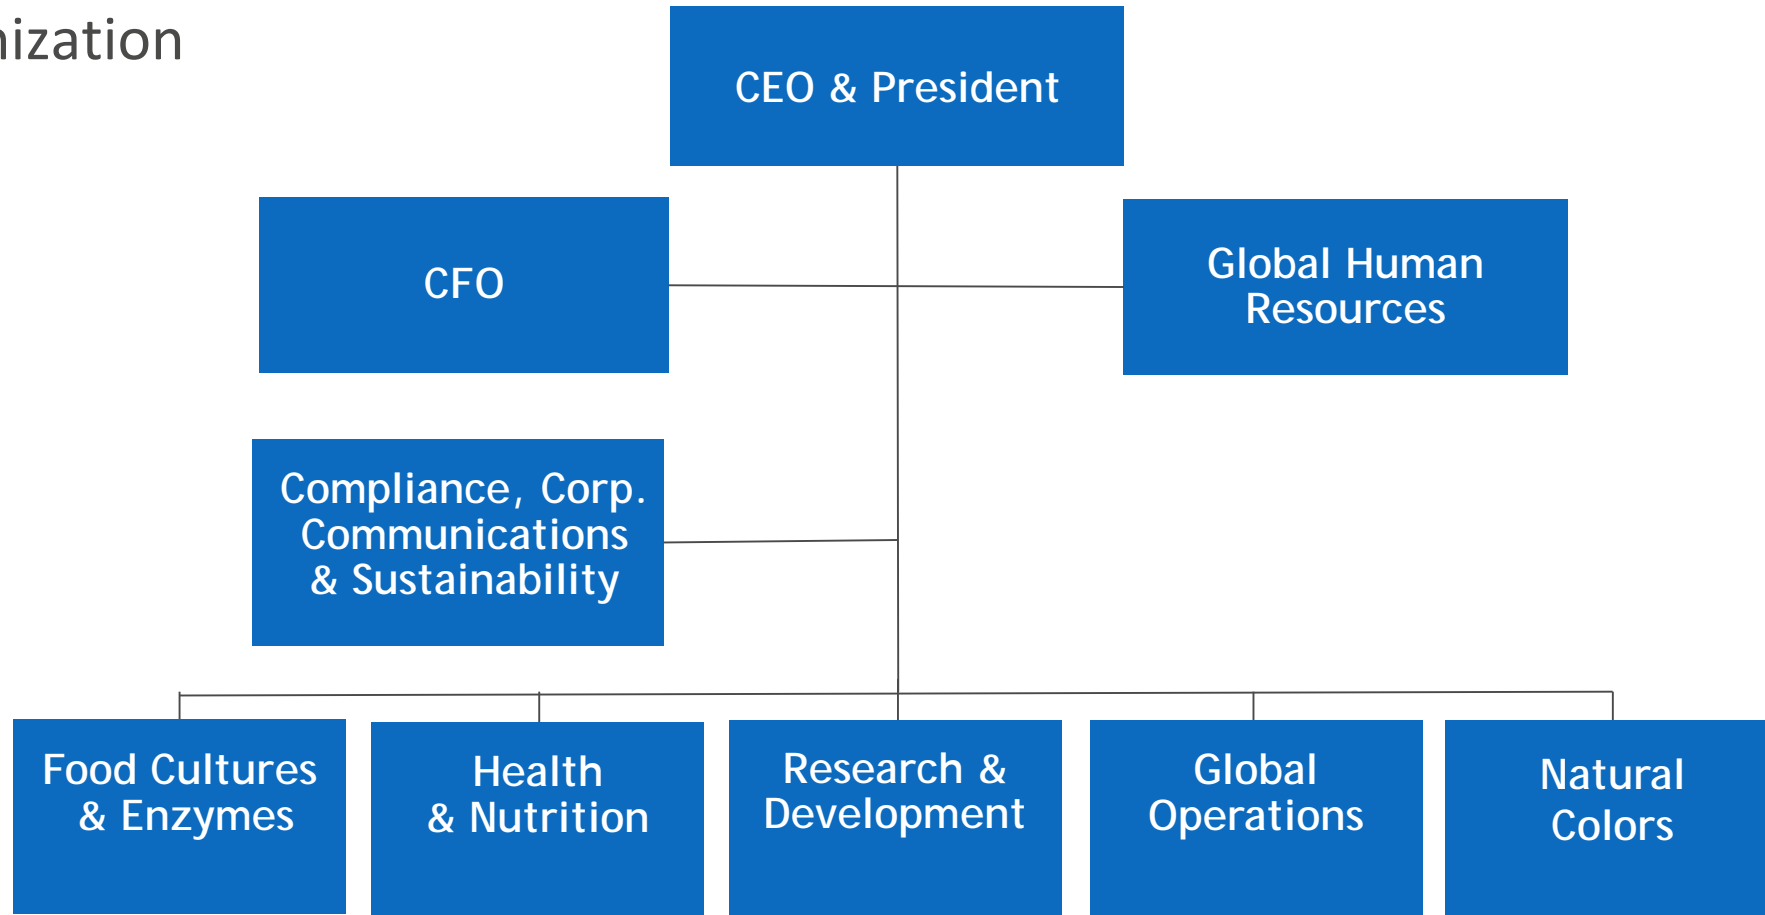 nization
CEO & President
CFO
Global Human
Resources
Compliance, Corp.
Communications
& Sustainability
Food Cultures
& Enzymes
Health
& Nutrition
Research &
Development
Global
Operations
Natural
Colors